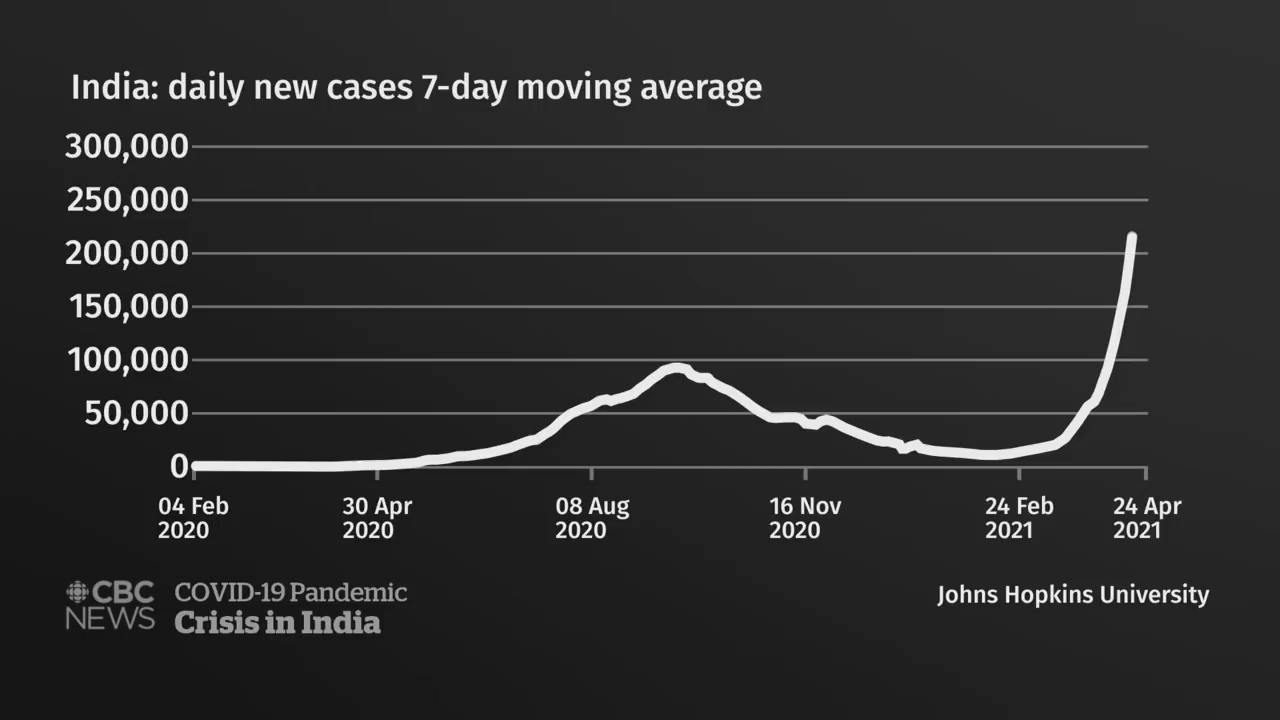 India: daily new cases 7-day moving average
300,000
250,000
200,000
150,000
100,000
50,000
0
04 Feb
2020
30 Apr
2020
08 Aug
2020
16 Nov
2020
24 Feb
2021
24 Apr
2021
CBC
NEWS
COVID-19 Pandemic
Crisis in India
Johns Hopkins University